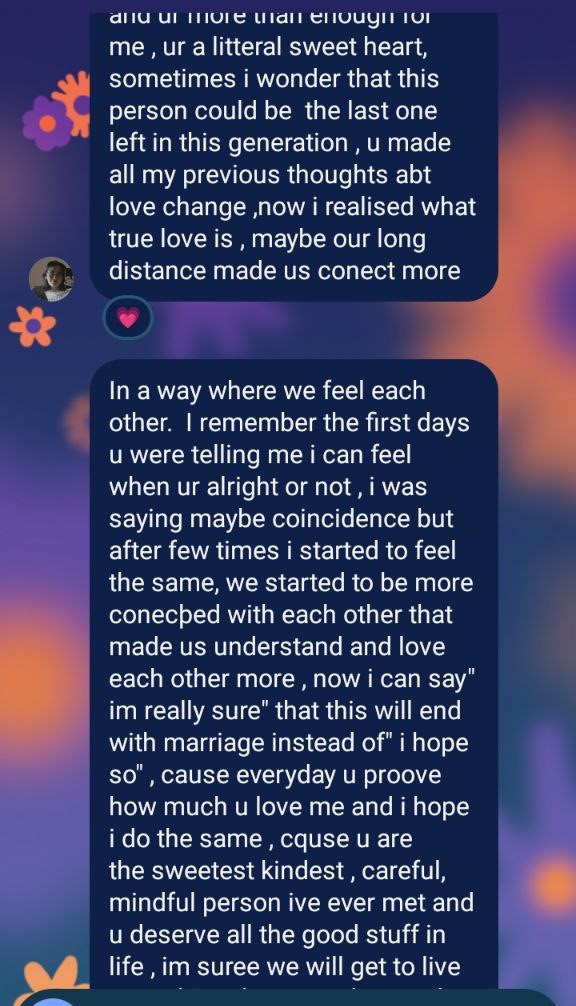 and ur more than enough for
me , ur a litteral sweet heart,
sometimes i wonder that this
person could be  the last one
left in this generation , u made
all my previous thoughts abt
love change ,now i realised what
true love is , maybe our long
distance made us conect more
In a way where we feel each
other.  I remember the first days
u were telling me i can feel
when ur alright or not , i was
saying maybe coincidence but
after few times i started to feel
the same, we started to be more
conecþed with each other that
made us understand and love
each other more , now i can say"
im really sure" that this will end
with marriage instead of" i hope
so" , cause everyday u proove
how much u love me and i hope
i do the same , cquse u are
the sweetest kindest , careful,
mindful person ive ever met and
u deserve all the good stuff in
life , im suree we will get to live